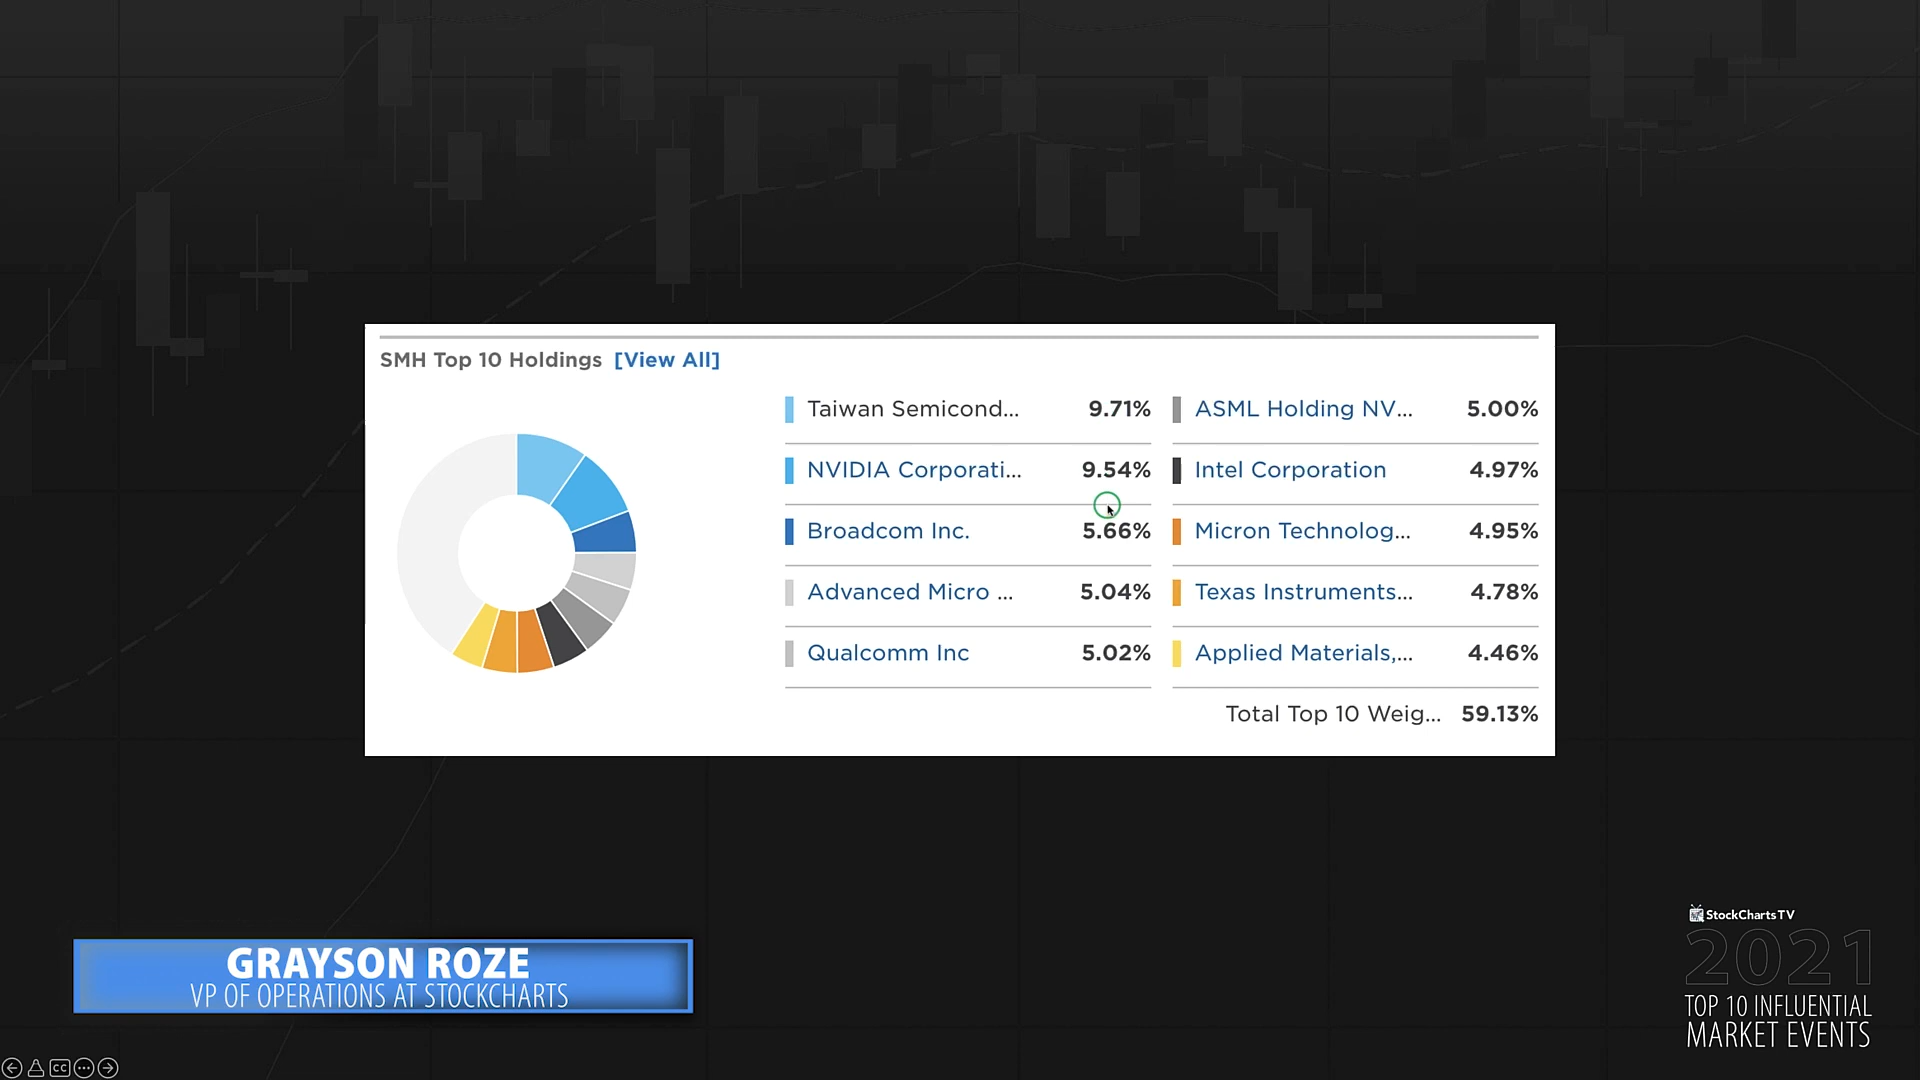 SMH Top 10 Holdings [View All]
Taiwan Semicond... 9.71%
NVIDIA Corporati... 9.54%
Broadcom Inc. 5.66%
Advanced Micro ... 5.04%
Qualcomm Inc 5.02%
ASML Holding NV... 5.00%
Intel Corporation 4.97%
Micron Technolog... 4.95%
Texas Instruments... 4.78%
Applied Materials,... 4.46%
Total Top 10 Weig... 59.13%
GRAYSON ROZE
VP OF OPERATIONS AT STOCKCHARTS
StockCharts TV
2021
TOP 10 INFLUENTIAL
MARKET EVENTS
CC